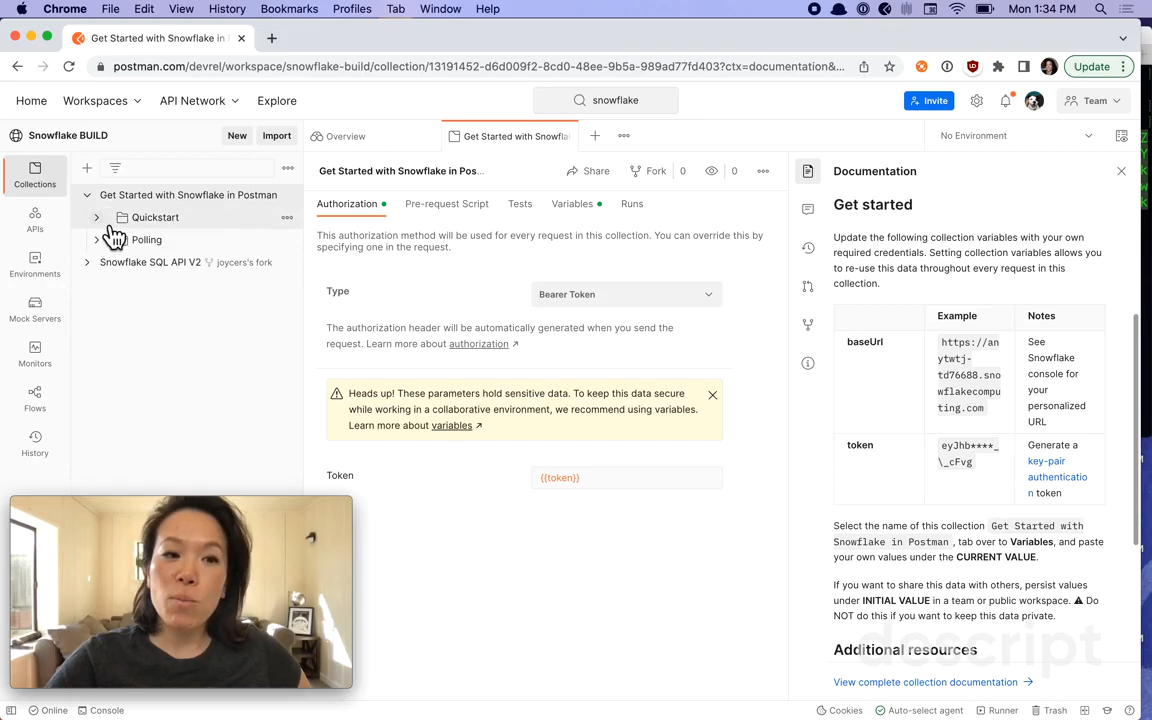 Chrome File Edit View History Bookmarks Profiles Tab Window Help Mon 1:34 PM
Get Started with Snowflake in P
postman.com/devrel/workspace/snowflake-build/collection/13191452-d6d009f2-8cd0-48ee-9b5a-989ad77fd403?ctx=documentation&... Update
Home Workspaces API Network Explore snowflake Invite Team
Snowflake BUILD New Import Overview Get Started with Snowfla No Environment
Collections
APIs
Environments
Mock Servers
Monitors
Flows
History
Get Started with Snowflake in Postman
Quickstart
Polling
Snowflake SQL API V2 joycers's fork
Get Started with Snowflake in Pos... Share Fork 0 0
Authorization Pre-request Script Tests Variables Runs
This authorization method will be used for every request in this collection. You can override this by
specifying one in the request.
Type Bearer Token
The authorization header will be automatically generated when you send the
request. Learn more about authorization ↗
Heads up! These parameters hold sensitive data. To keep this data secure
while working in a collaborative environment, we recommend using variables.
Learn more about variables ↗
Token {{token}}
Documentation
Get started
Update the following collection variables with your own
required credentials. Setting collection variables allows you
to re-use this data throughout every request in this
collection.
Example Notes
baseUrl https://an
ytwtj-
td76688.sno
wflakecompu
ting.com
See
Snowflake
console for
your
personalized
URL
token eyJhb****_
\_cFvg
Generate a
key-pair
authenticatio
n token
Select the name of this collection Get Started with
Snowflake in Postman , tab over to Variables, and paste
your own values under the CURRENT VALUE.
If you want to share this data with others, persist values
under INITIAL VALUE in a team or public workspace. ⚠ Do
NOT do this if you want to keep this data private.
Additional resources
descript
View complete collection documentation →
Online Console Cookies Auto-select agent Runner Trash